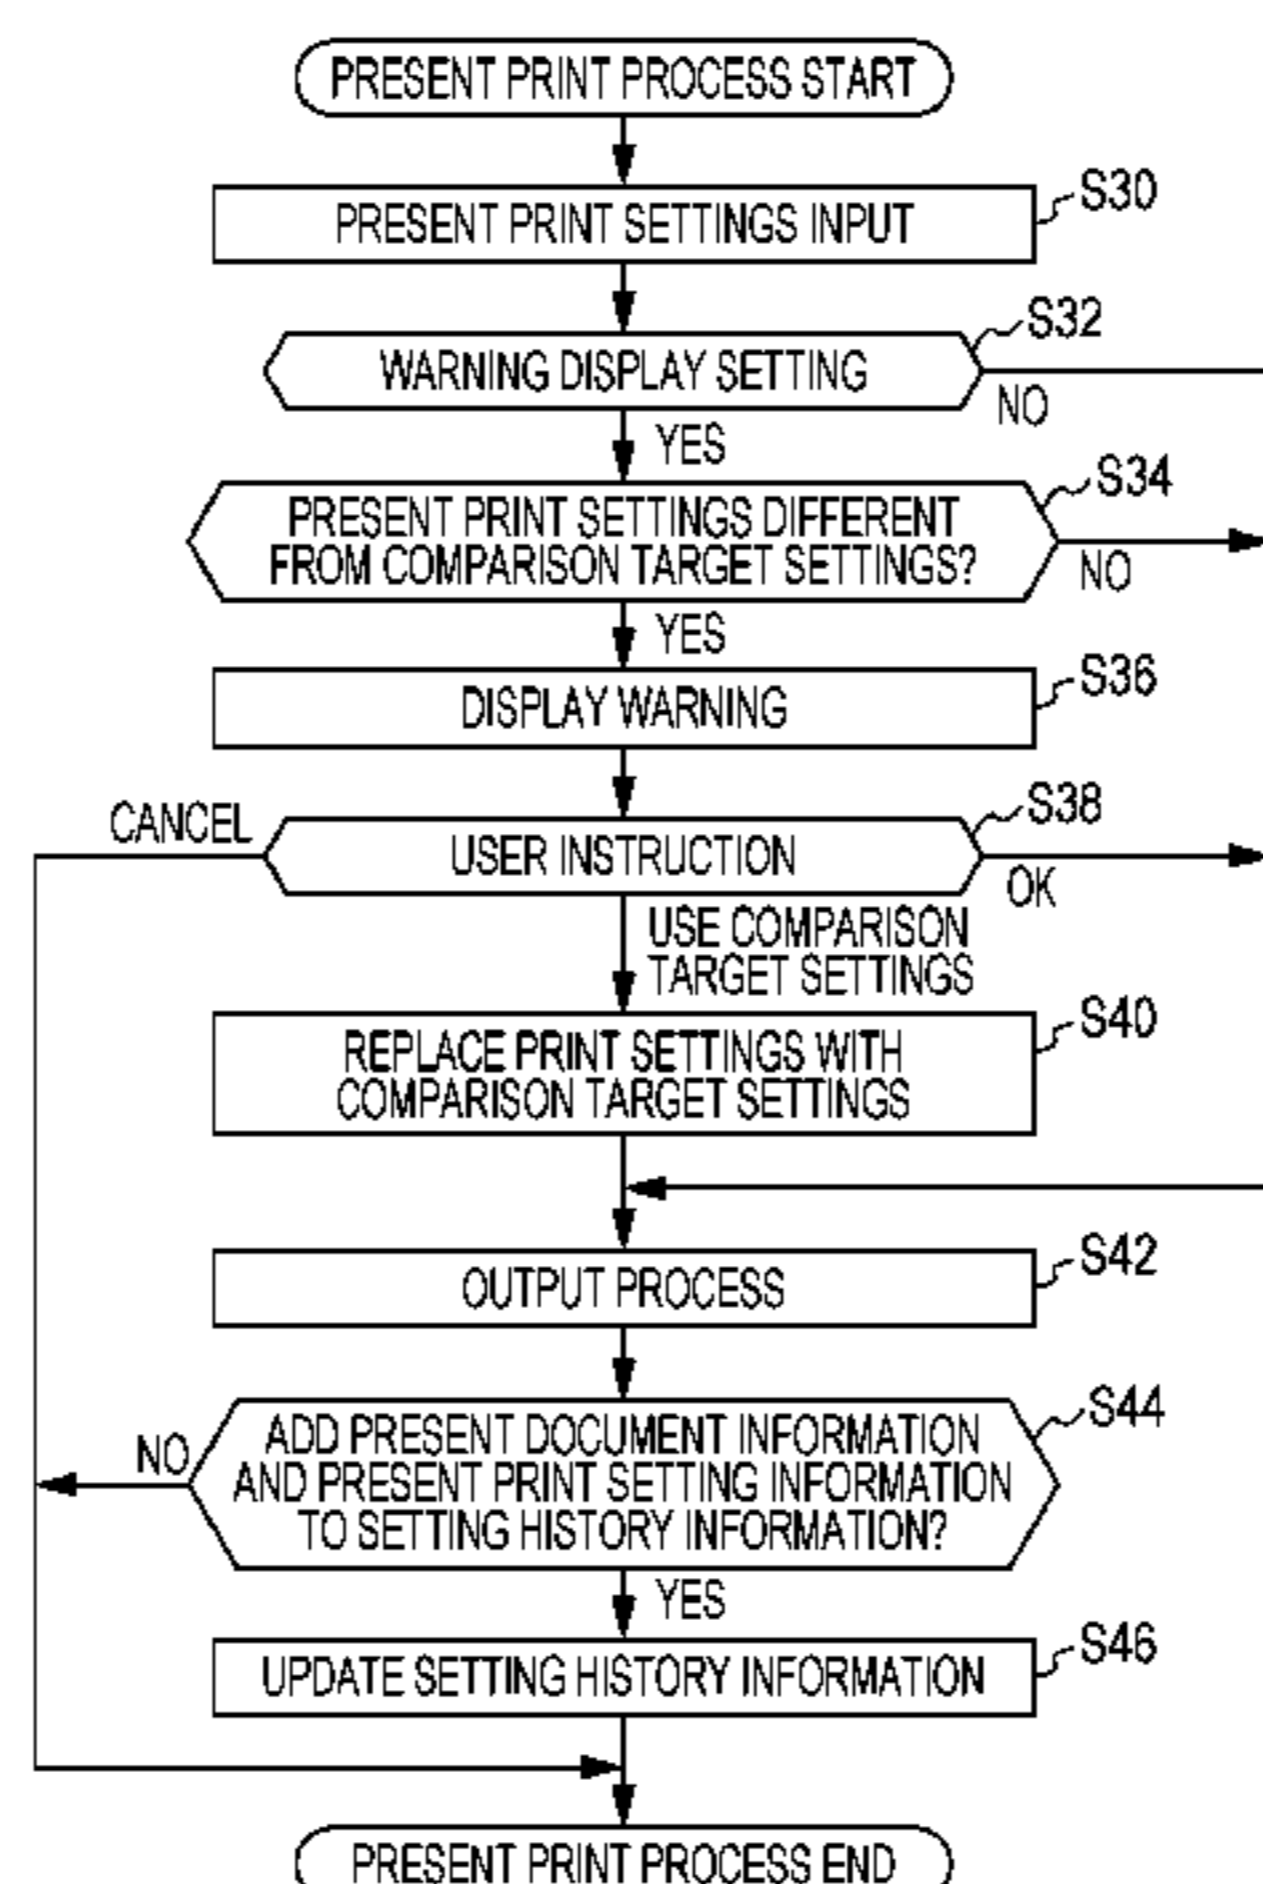 PRESENT PRINT PROCESS START
S30
PRESENT PRINT SETTINGS INPUT
S32
WARNING DISPLAY SETTING
NO
YES
S34
PRESENT PRINT SETTINGS DIFFERENT
FROM COMPARISON TARGET SETTINGS?
NO
YES
S36
DISPLAY WARNING
S38
CANCEL
USER INSTRUCTION
OK
USE COMPARISON
TARGET SETTINGS
S40
REPLACE PRINT SETTINGS WITH
COMPARISON TARGET SETTINGS
S42
OUTPUT PROCESS
S44
ADD PRESENT DOCUMENT INFORMATION
NO
AND PRESENT PRINT SETTING INFORMATION
TO SETTING HISTORY INFORMATION?
YES
S46
UPDATE SETTING HISTORY INFORMATION
PRESENT PRINT PROCESS END